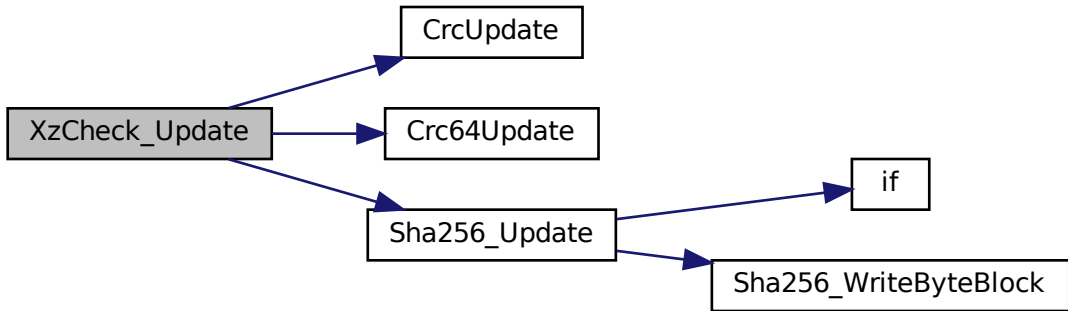 CrcUpdate
XzCheck_Update
Crc64Update
if
Sha256_Update
Sha256_WriteByteBlock